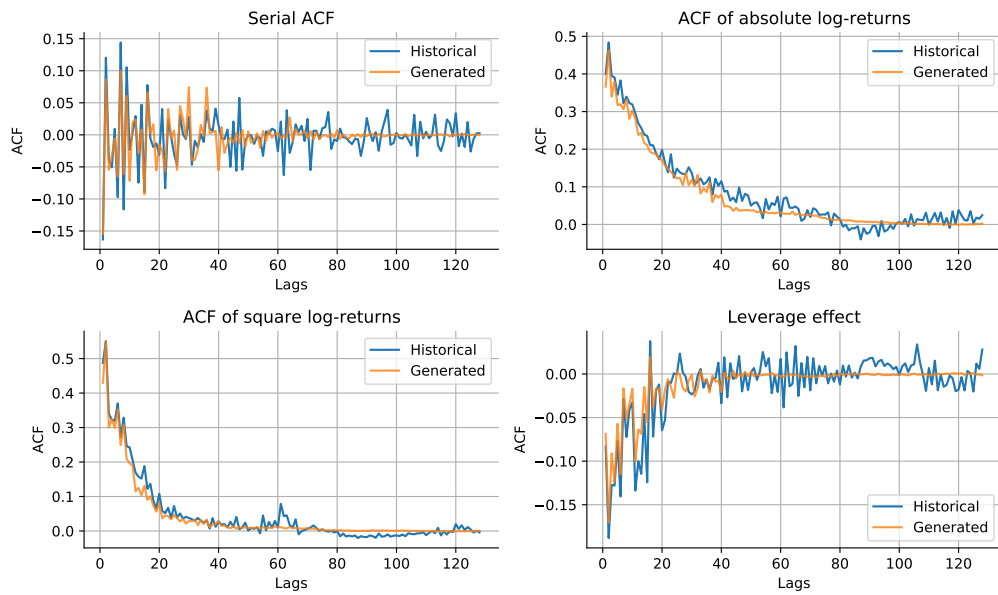 Serial ACF
0.15
0.10
0.05
0.00
−0.05
−0.10
−0.15
ACF
Historical
Generated
0 20 40 60 80 100 120
Lags
ACF of absolute log-returns
0.5
0.4
0.3
0.2
0.1
0.0
ACF
Historical
Generated
0 20 40 60 80 100 120
Lags
ACF of square log-returns
0.5
0.4
0.3
0.2
0.1
0.0
ACF
Historical
Generated
0 20 40 60 80 100 120
Lags
Leverage effect
0.00
−0.05
−0.10
−0.15
ACF
Historical
Generated
0 20 40 60 80 100 120
Lags